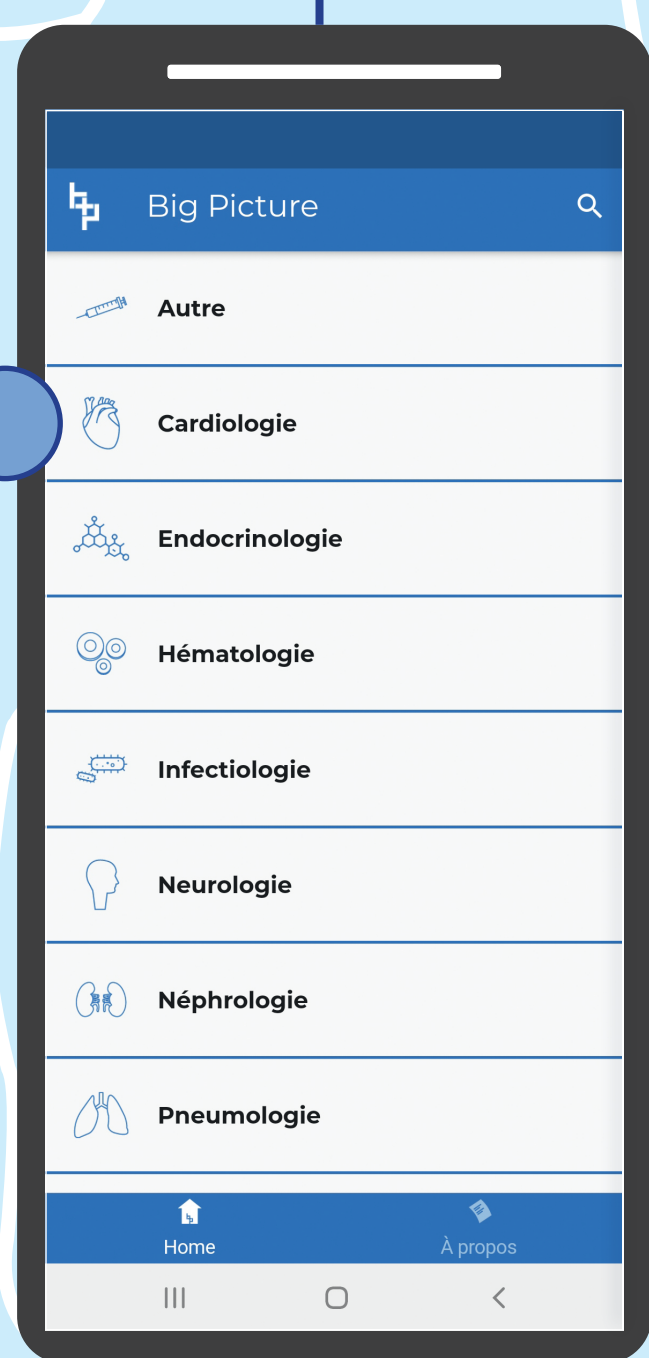 Big Picture
Autre
Cardiologie
Endocrinologie
Hématologie
Infectiologie
Neurologie
Néphrologie
Pneumologie
Home
À propos